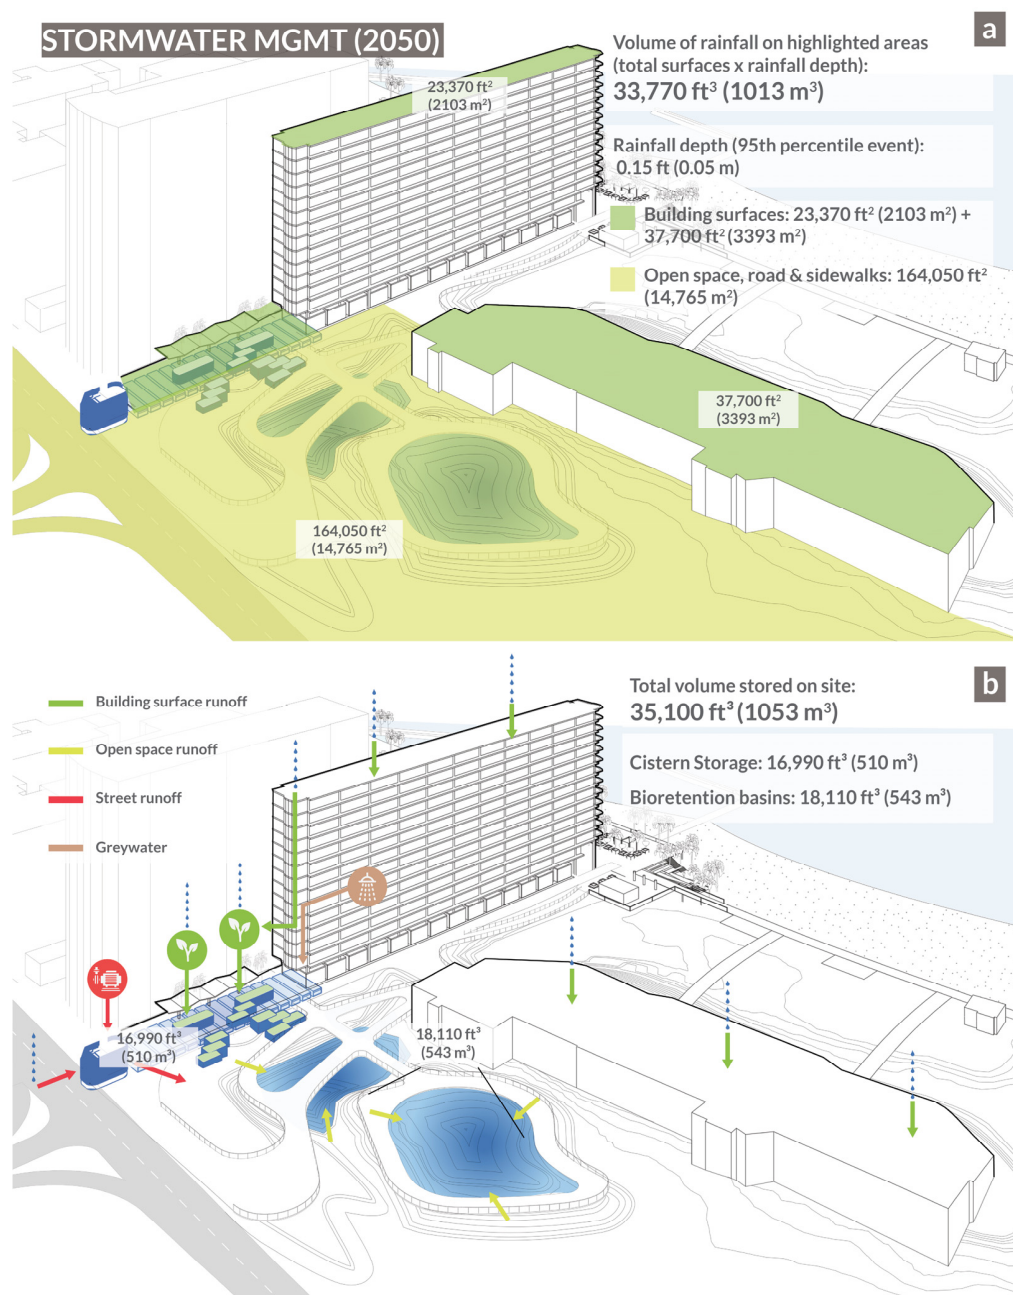 STORMWATER MGMT (2050)
a
Volume of rainfall on highlighted areas
(total surfaces x rainfall depth):
33,770 ft³ (1013 m³)
Rainfall depth (95th percentile event):
0.15 ft (0.05 m)
Building surfaces: 23,370 ft² (2103 m²) +
37,700 ft² (3393 m²)
Open space, road & sidewalks: 164,050 ft²
(14,765 m²)
23,370 ft²
(2103 m²)
37,700 ft²
(3393 m²)
164,050 ft²
(14,765 m²)
b
Total volume stored on site:
35,100 ft³ (1053 m³)
Cistern Storage: 16,990 ft³ (510 m³)
Bioretention basins: 18,110 ft³ (543 m³)
Building surface runoff
Open space runoff
Street runoff
Greywater
16,990 ft³
(510 m³)
18,110 ft³
(543 m³)